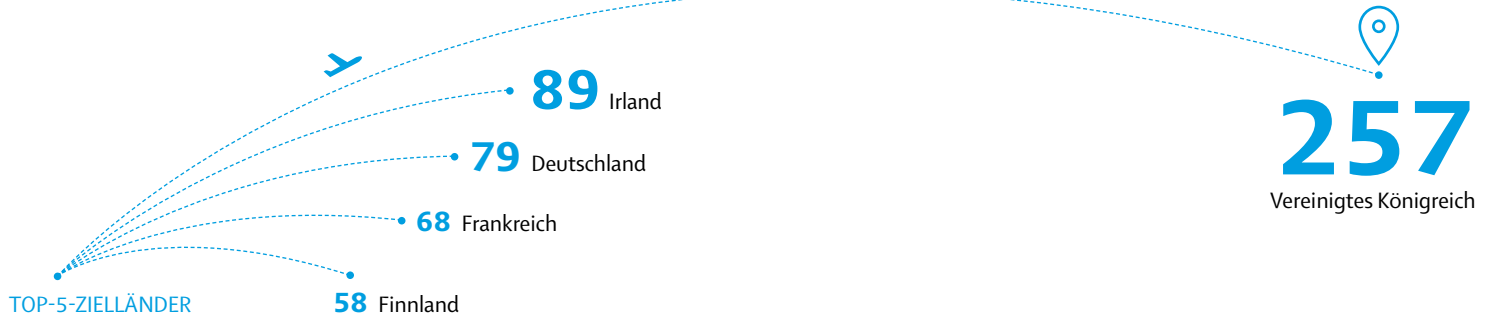 89 Irland
79 Deutschland
68 Frankreich
58 Finnland
TOP-5-ZIELLÄNDER
257
Vereinigtes Königreich